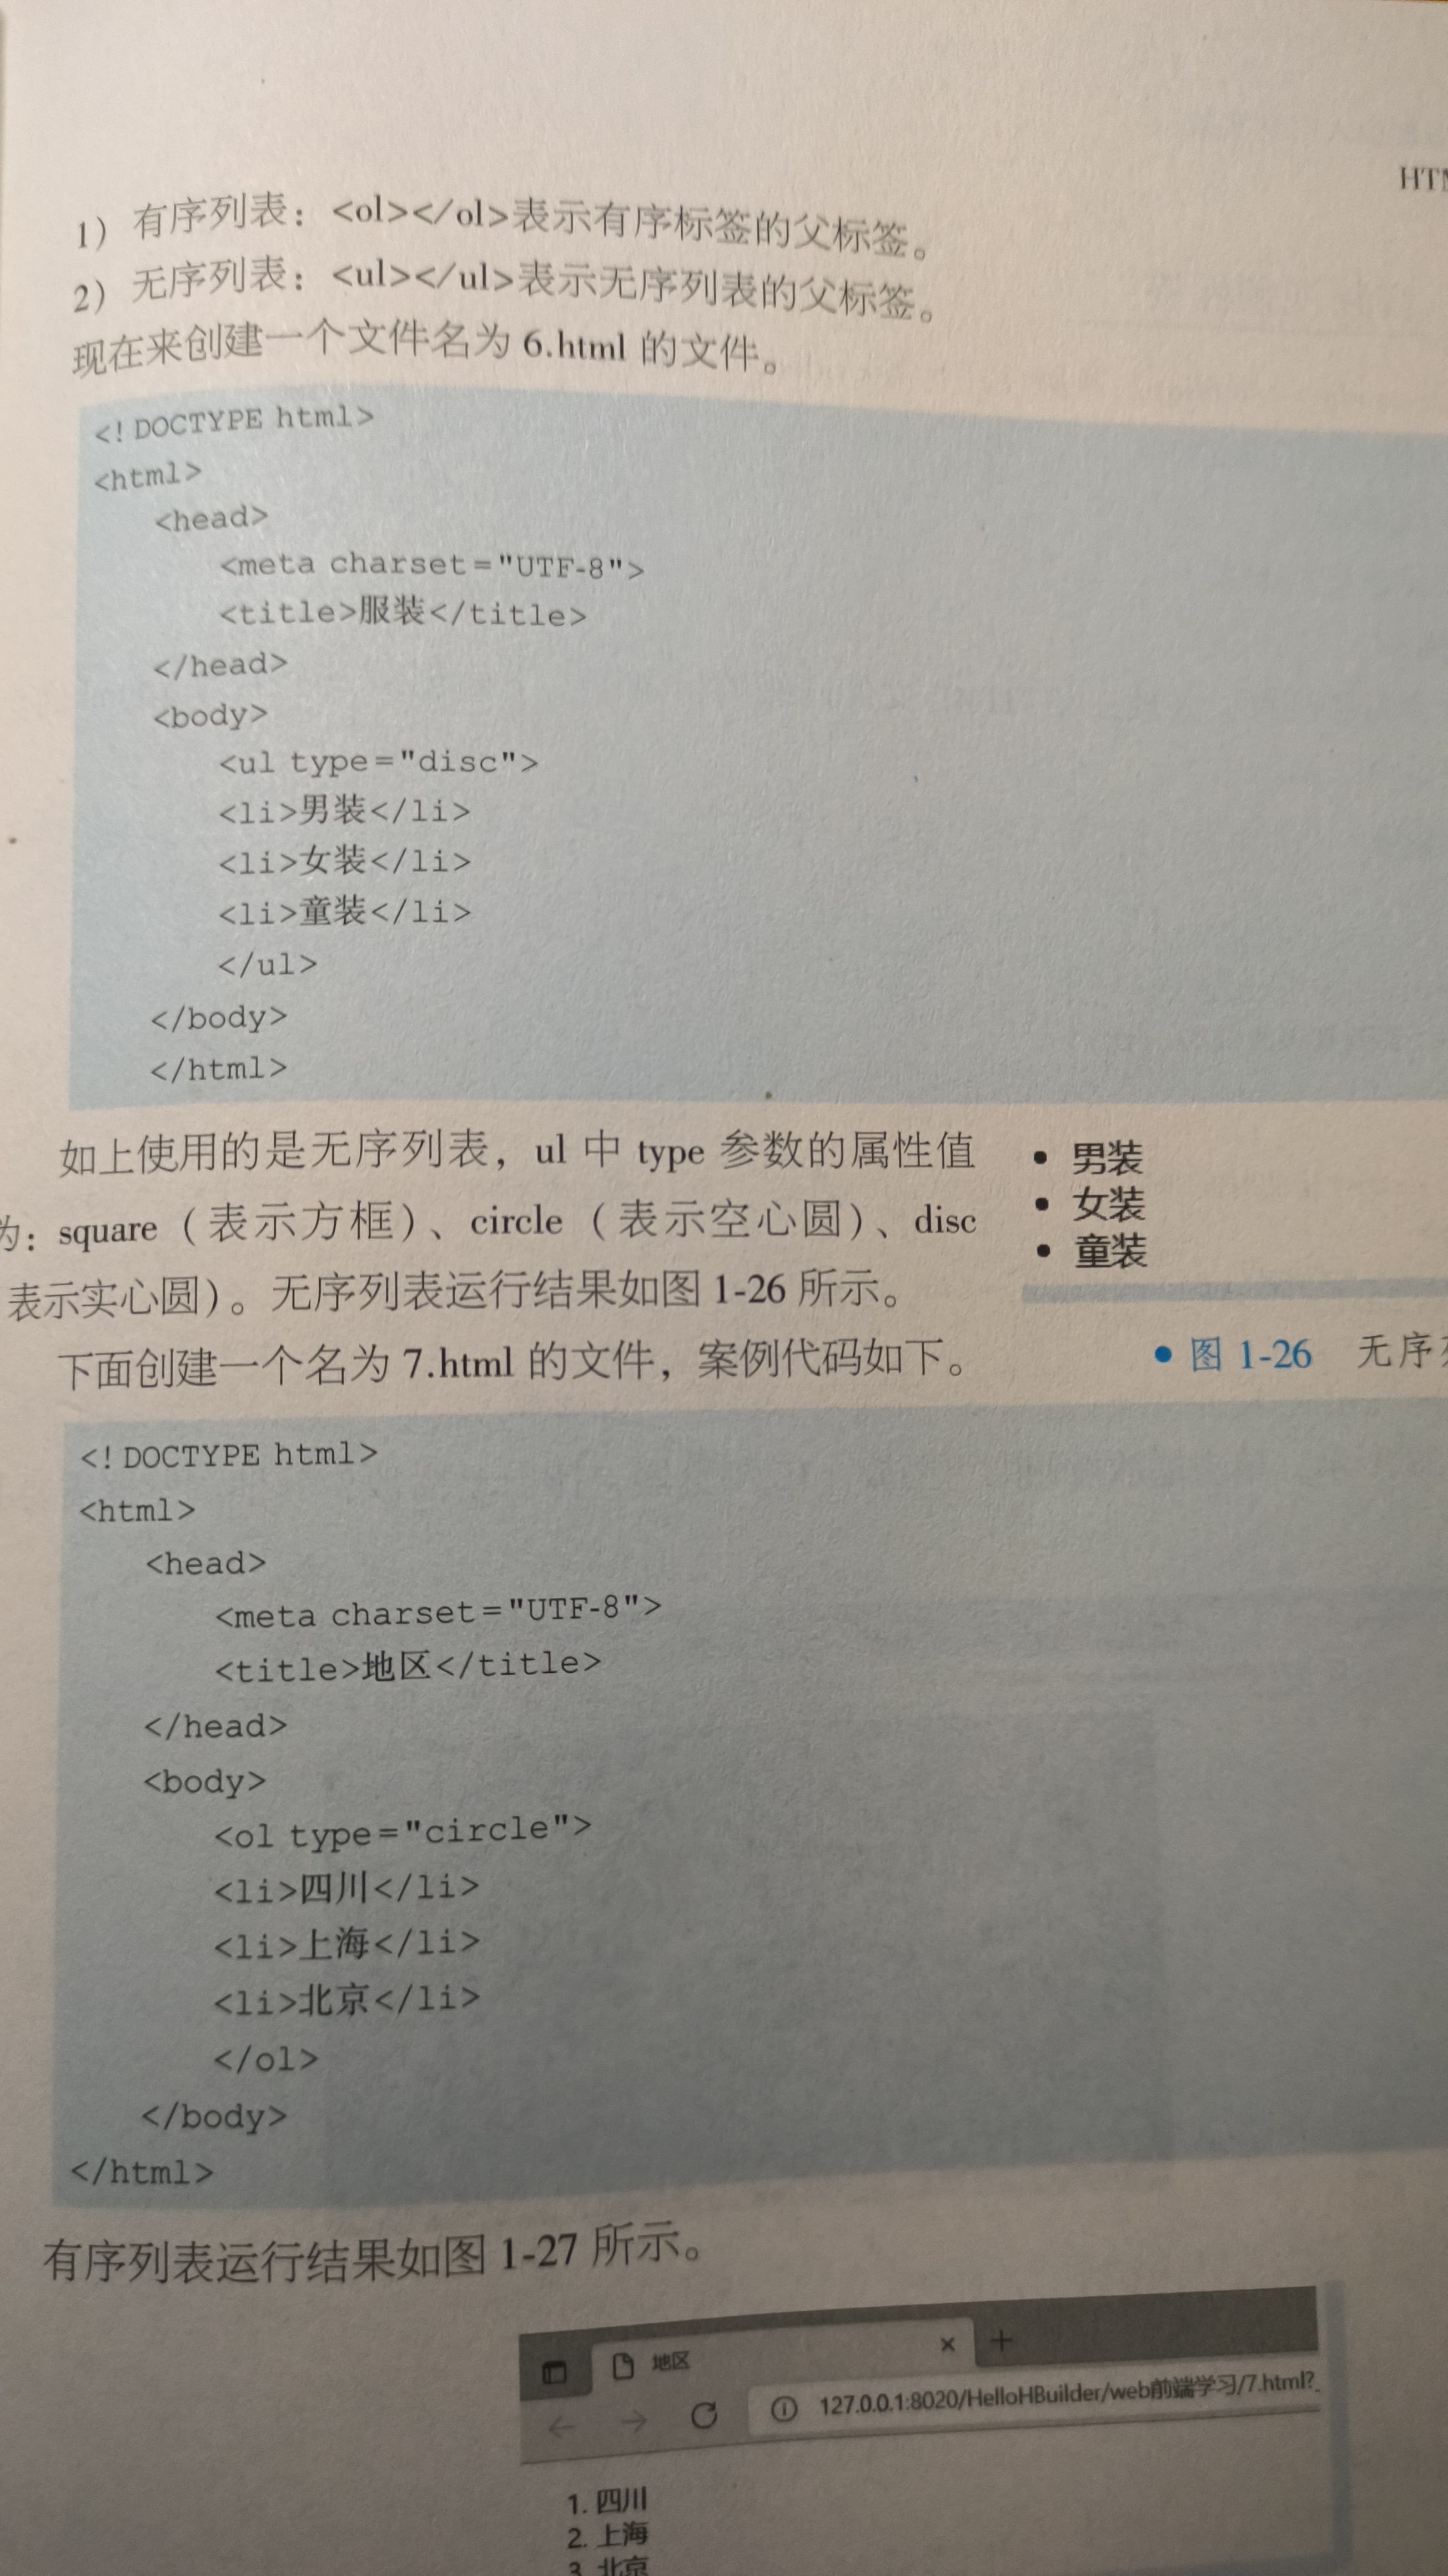 HTM
1）有序列表：<ol></ol>表示有序标签的父标签。
2）无序列表：<ul></ul>表示无序列表的父标签。
现在来创建一个文件名为 6.html 的文件。
<! DOCTYPE html>
<html>
<head>
<meta charset="UTF-8">
<title>服装</title>
</head>
<body>
<ul type="disc">
<li>男装</li>
<li>女装</li>
<li>童装</li>
</ul>
</body>
</html>
如上使用的是无序列表，ul 中 type 参数的属性值
为：square（表示方框）、circle（表示空心圆）、disc
表示实心圆）。无序列表运行结果如图 1-26 所示。
• 男装
• 女装
• 童装
● 图 1-26 无序
下面创建一个名为 7.html 的文件，案例代码如下。
<! DOCTYPE html>
<html>
<head>
<meta charset="UTF-8">
<title>地区</title>
</head>
<body>
<ol type="circle">
<li>四川</li>
<li>上海</li>
<li>北京</li>
</ol>
</body>
</html>
有序列表运行结果如图 1-27 所示。
地区
127.0.0.1:8020/HelloHBuilder/web前端学习/7.html?_
1. 四川
2. 上海
3. 北京